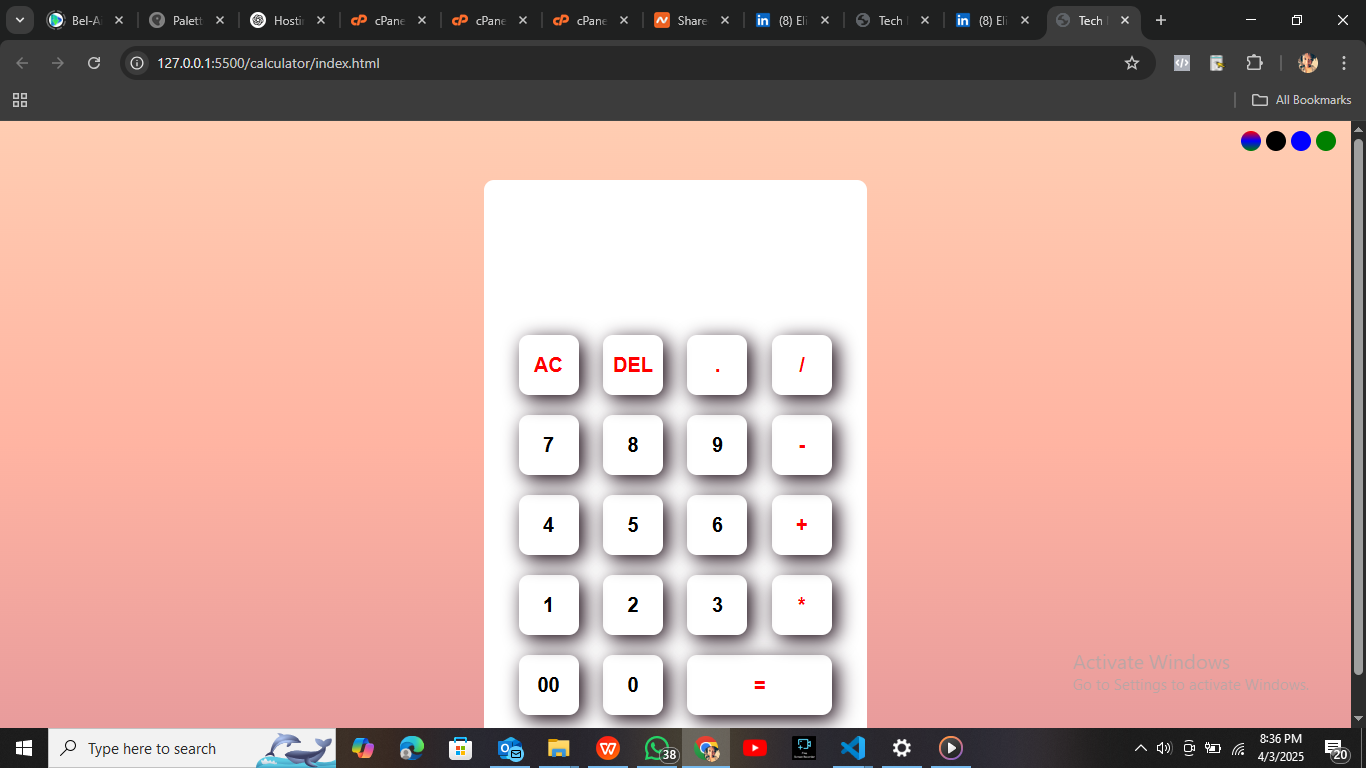 Bel-A
Palett
Hosti
cPane
cPane
cPane
Share
(8) Eli
Tech
(8) Eli
Tech
127.0.0.1:5500/calculator/index.html
All Bookmarks
AC DEL . /
7 8 9 -
4 5 6 +
1 2 3 *
00 0 =
Activate Windows
Go to Settings to activate Windows.
Type here to search
38
8:36 PM
4/3/2025
20